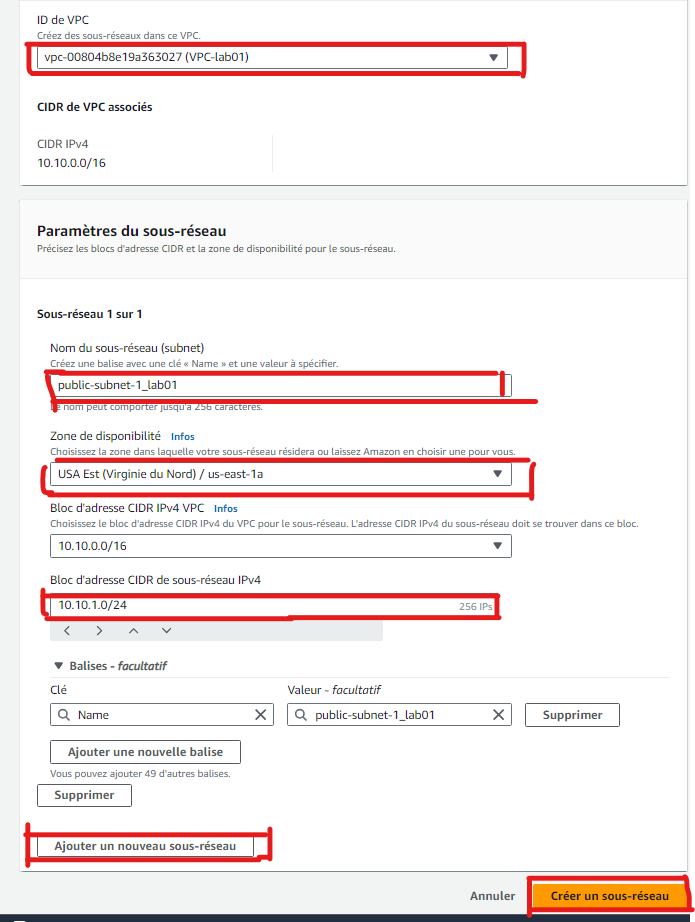 ID de VPC
Créez des sous-réseaux dans ce VPC.
vpc-00804b8e19a363027 (VPC-lab01)
CIDR de VPC associés
CIDR IPv4
10.10.0.0/16
Paramètres du sous-réseau
Précisez les blocs d'adresse CIDR et la zone de disponibilité pour le sous-réseau.
Sous-réseau 1 sur 1
Nom du sous-réseau (subnet)
Créez une balise avec une clé « Name » et une valeur à spécifier.
public-subnet-1_lab01
Le nom peut comporter jusqu'à 256 caractères.
Zone de disponibilité Infos
Choisissez la zone dans laquelle votre sous-réseau résidera ou laissez Amazon en choisir une pour vous.
USA Est (Virginie du Nord) / us-east-1a
Bloc d'adresse CIDR IPv4 VPC Infos
Choisissez le bloc d'adresse CIDR IPv4 du VPC pour le sous-réseau. L'adresse CIDR IPv4 du sous-réseau doit se trouver dans ce bloc.
10.10.0.0/16
Bloc d'adresse CIDR de sous-réseau IPv4
10.10.1.0/24 256 IPs
Balises - facultatif
Clé Valeur - facultatif
Name public-subnet-1_lab01 Supprimer
Ajouter une nouvelle balise
Vous pouvez ajouter 49 d'autres balises.
Supprimer
Ajouter un nouveau sous-réseau
Annuler Créer un sous-réseau